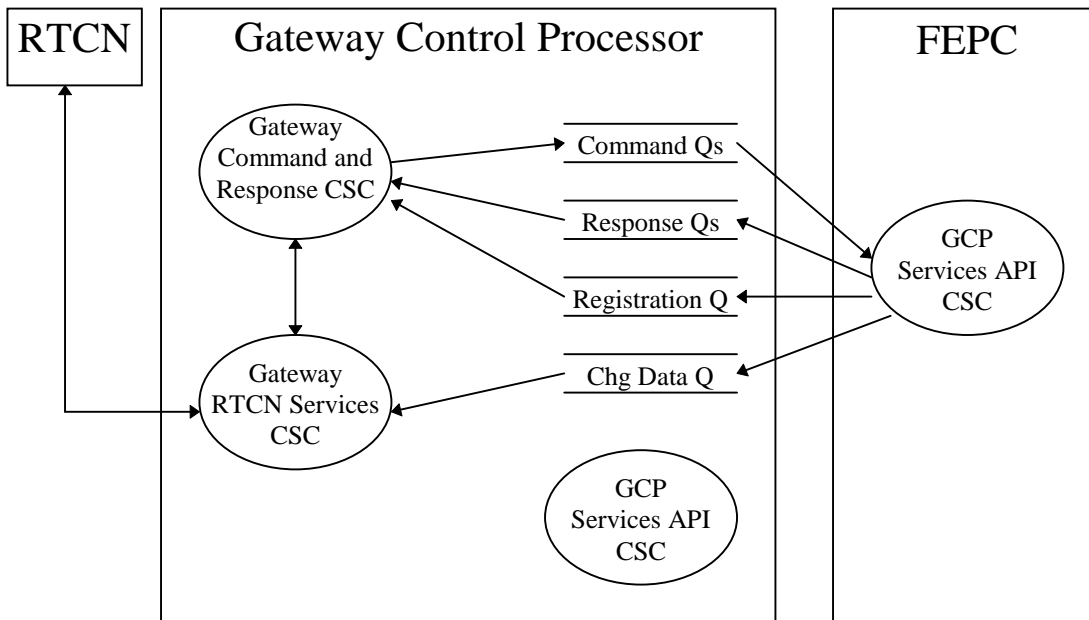 RTCN
Gateway Control Processor
FEPC
Gateway
Command and
Response CSC
Command Qs
Response Qs
Registration Q
Chg Data Q
GCP
Services API
CSC
Gateway
RTCN Services
CSC
GCP
Services API
CSC